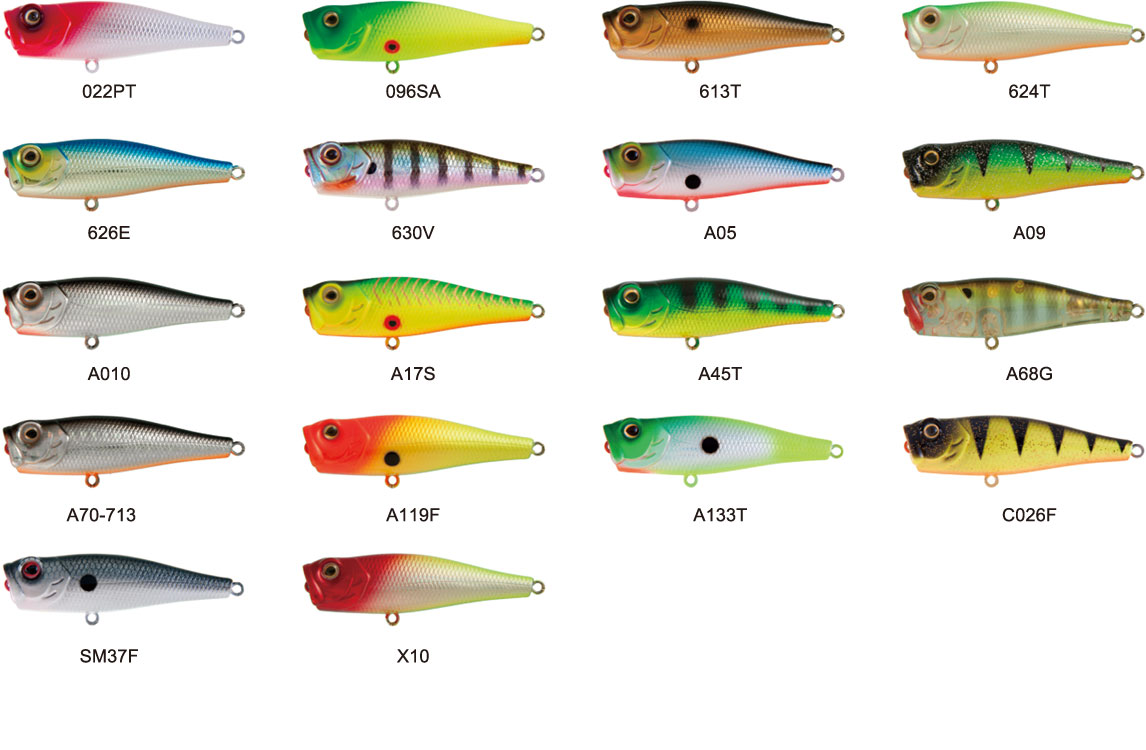 022PT
096SA
613T
624T
626E
630V
A05
A09
A010
A17S
A45T
A68G
A70-713
A119F
A133T
C026F
SM37F
X10